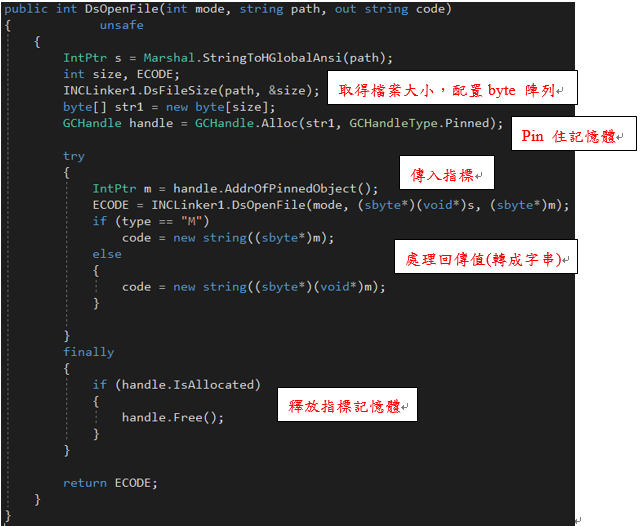 public int DsOpenFile(int mode, string path, out string code)
{ unsafe
{
IntPtr s = Marshal.StringToHGlobalAnsi(path);
int size, ECODE;
INCLinker1.DsFileSize(path, &size);
取得檔案大小，配置 byte 陣列
byte[] str1 = new byte[size];
GCHandle handle = GCHandle.Alloc(str1, GCHandleType.Pinned);
Pin 住記憶體
try
{
傳入指標
IntPtr m = handle.AddrOfPinnedObject();
ECODE = INCLinker1.DsOpenFile(mode, (sbyte*)(void*)s, (sbyte*)m);
if (type == "M")
code = new string((sbyte*)m);
else
處理回傳值(轉成字串)
{
code = new string((sbyte*)(void*)m);
}
}
finally
{
if (handle.IsAllocated)
{
釋放指標記憶體
handle.Free();
}
}
return ECODE;
}
}